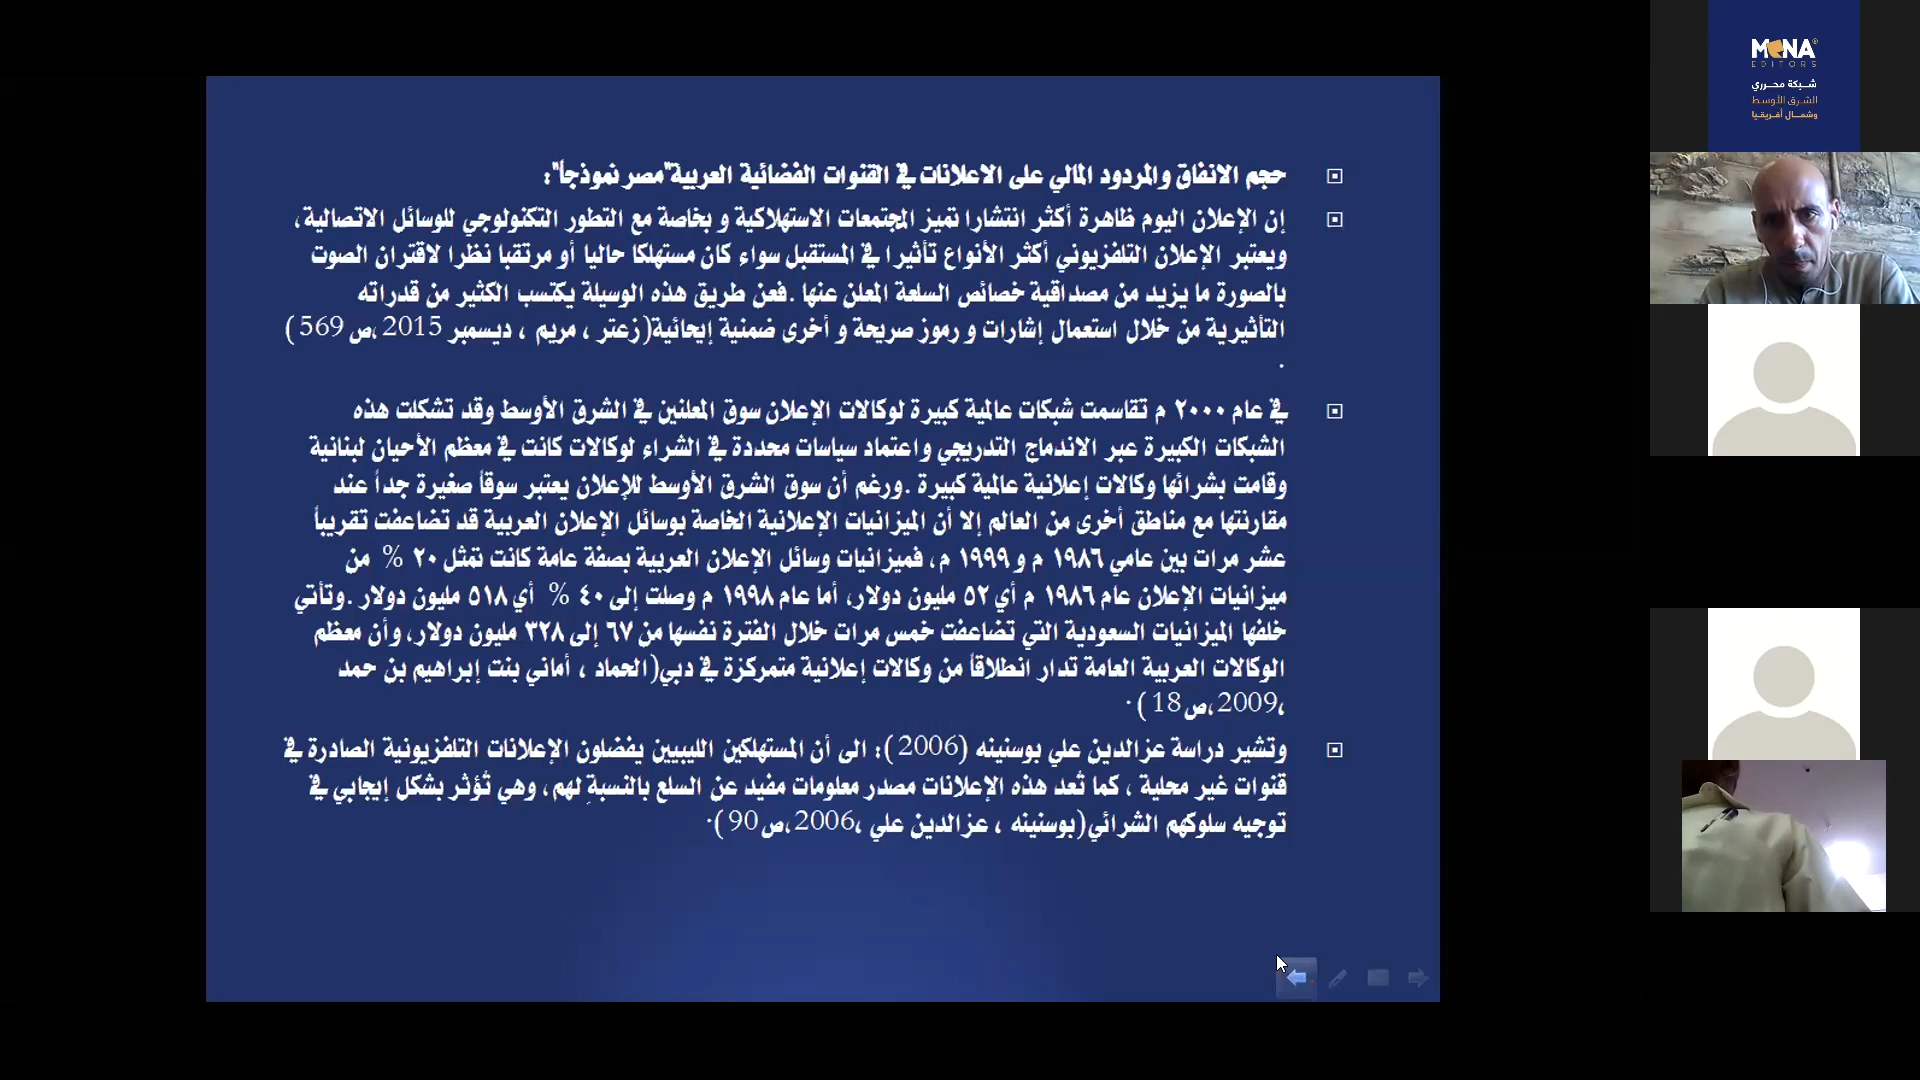 حجم الانفاق والمردود المالي على الاعلانات في القنوات الفضائية العربية"مصر نموذجاً":
إن الإعلان اليوم ظاهرة أكثر انتشارا تميز المجتمعات الاستهلاكية و بخاصة مع التطور التكنولوجي للوسائل الاتصالية،
ويعتبر الإعلان التلفزيوني أكثر الأنواع تأثيرا في المستقبل سواء كان مستهلكا حاليا أو مرتقبا نظرا لاقتران الصوت
بالصورة ما يزيد من مصداقية خصائص السلعة المعلن عنها .فعن طريق هذه الوسيلة يكتسب الكثير من قدراته
التأثيرية من خلال استعمال إشارات و رموز صريحة و أخرى ضمنية إيحائية(زعتر ، مريم ، ديسمبر 2015،ص 569)
.
في عام ٢٠٠٠ م تقاسمت شبكات عالمية كبيرة لوكالات الإعلان سوق المعلنين في الشرق الأوسط وقد تشكلت هذه
الشبكات الكبيرة عبر الاندماج التدريجي واعتماد سياسات محددة في الشراء لوكالات كانت في معظم الأحيان لبنانية
وقامت بشرائها وكالات إعلانية عالمية كبيرة .ورغم أن سوق الشرق الأوسط للإعلان يعتبر سوقاً صغيرة جداً عند
مقارنتها مع مناطق أخرى من العالم إلا أن الميزانيات الإعلانية الخاصة بوسائل الإعلان العربية قد تضاعفت تقريباً
عشر مرات بين عامي ١٩٨٦ م و ١٩٩٩ م، فميزانيات وسائل الإعلان العربية بصفة عامة كانت تمثل ٢٠ % من
ميزانيات الإعلان عام ١٩٨٦ م أي ٥٢ مليون دولار، أما عام ١٩٩٨ م وصلت إلى ٤٠ % أي ٥١٨ مليون دولار .وتأتي
خلفها الميزانيات السعودية التي تضاعفت خمس مرات خلال الفترة نفسها من ٦٧ إلى ٣٢٨ مليون دولار، وأن معظم
الوكالات العربية العامة تدار انطلاقاً من وكالات إعلانية متمركزة في دبي(الحماد ، أماني بنت إبراهيم بن حمد
،2009،ص18).
وتشير دراسة عزالدين علي بوسنينه (2006): الى أن المستهلكين الليبيين يفضلون الإعلانات التلفزيونية الصادرة في
قنوات غير محلية ، كما تُعد هذه الإعلانات مصدر معلومات مفيد عن السلع بالنسبةِ لهم، وهي تُؤثر بشكل إيجابي في
توجيه سلوكهم الشرائي(بوسنينه ، عزالدين علي ،2006،ص90).
MENA
EDITORS
شبكة محرري
الشرق الأوسط
وشمال أفريقيا